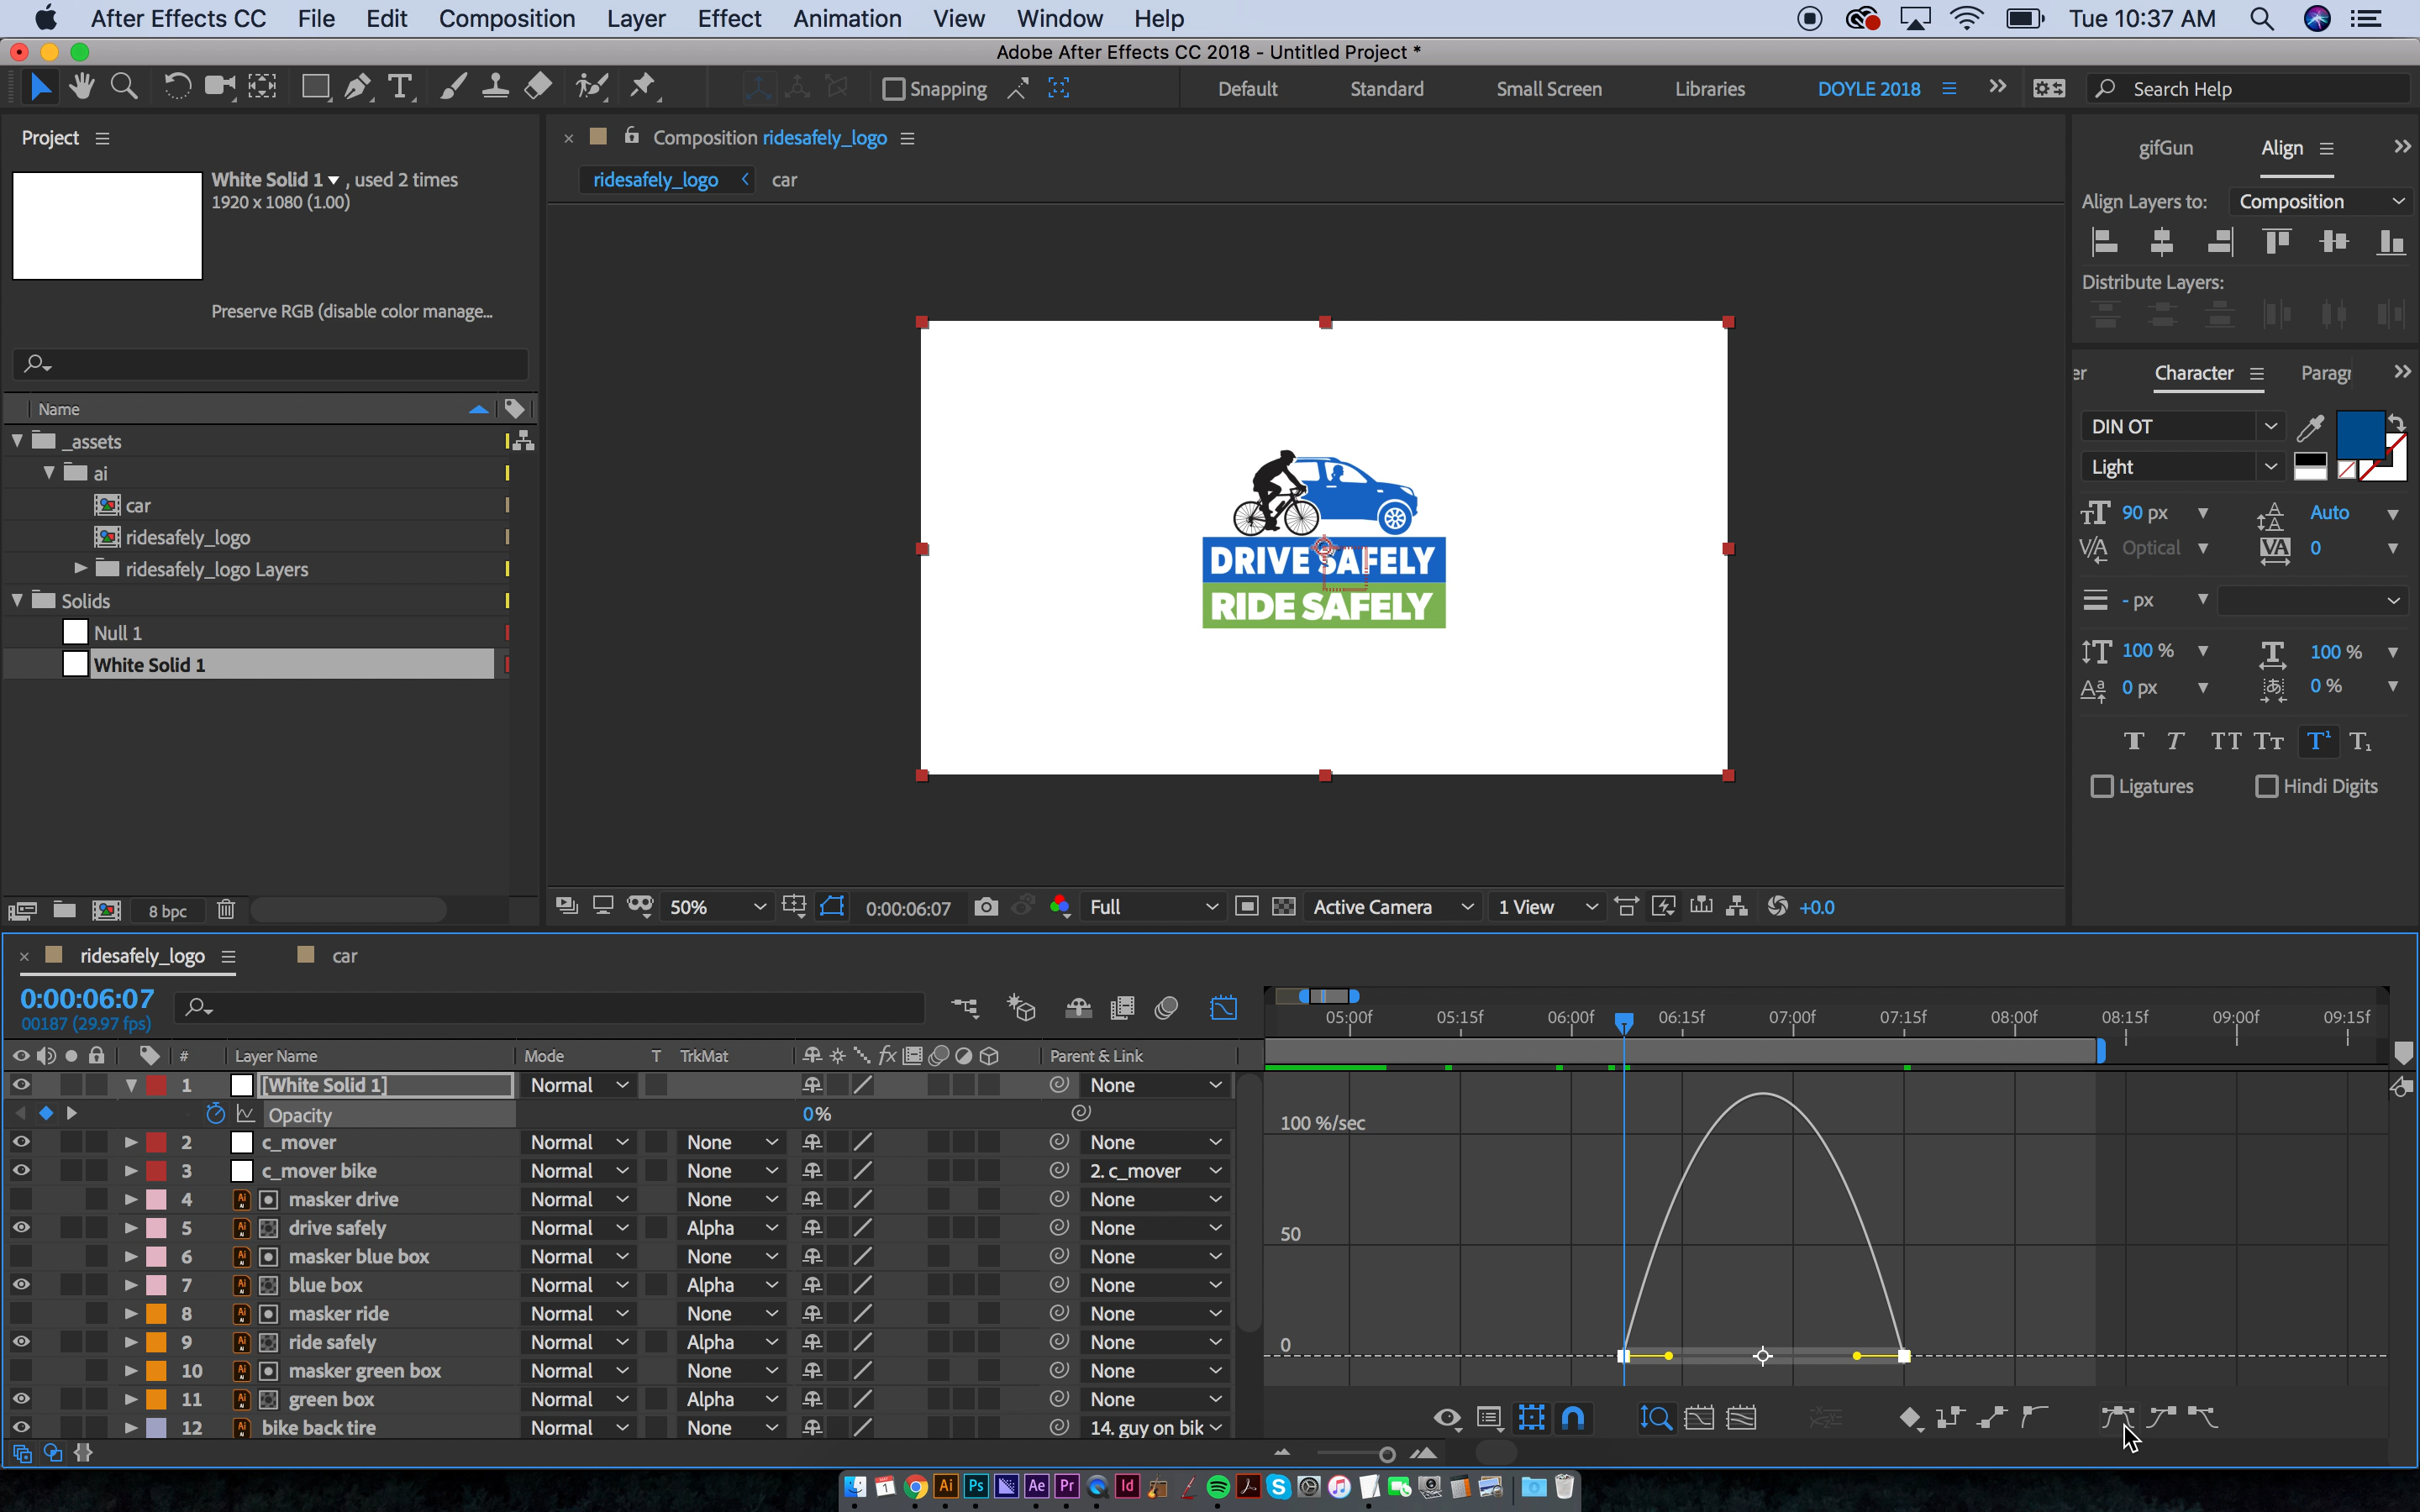 After Effects CC File Edit Composition Layer Effect Animation View Window Help Tue 10:37 AM
Adobe After Effects CC 2018 - Untitled Project *
Snapping Default Standard Small Screen Libraries DOYLE 2018 Search Help
Project
White Solid 1 , used 2 times
1920 x 1080 (1.00)
Preserve RGB (disable color manage...
Name
_assets
ai
car
ridesafely_logo
ridesafely_logo Layers
Solids
Null 1
White Solid 1
8 bpc
Composition ridesafely_logo
ridesafely_logo car
DRIVE SAFELY
RIDE SAFELY
50% 0:00:06:07 Full Active Camera 1 View +0.0
gifGun Align
Align Layers to: Composition
Distribute Layers:
er Character Paragr
DIN OT
Light
90 px Auto
Optical 0
- px
100 % 100 %
0 px 0 %
Ligatures Hindi Digits
ridesafely_logo car
0:00:06:07
00187 (29.97 fps)
05:00f 05:15f 06:00f 06:15f 07:00f 07:15f 08:00f 08:15f 09:00f 09:15f
# Layer Name Mode T TrkMat Parent & Link
1 [White Solid 1] Normal None
Opacity 0%
2 c_mover Normal None None
3 c_mover bike Normal None 2. c_mover
4 masker drive Normal None None
5 drive safely Normal Alpha None
6 masker blue box Normal None None
7 blue box Normal Alpha None
8 masker ride Normal None None
9 ride safely Normal Alpha None
10 masker green box Normal None None
11 green box Normal Alpha None
12 bike back tire Normal None 14. guy on bik
100 %/sec
50
0